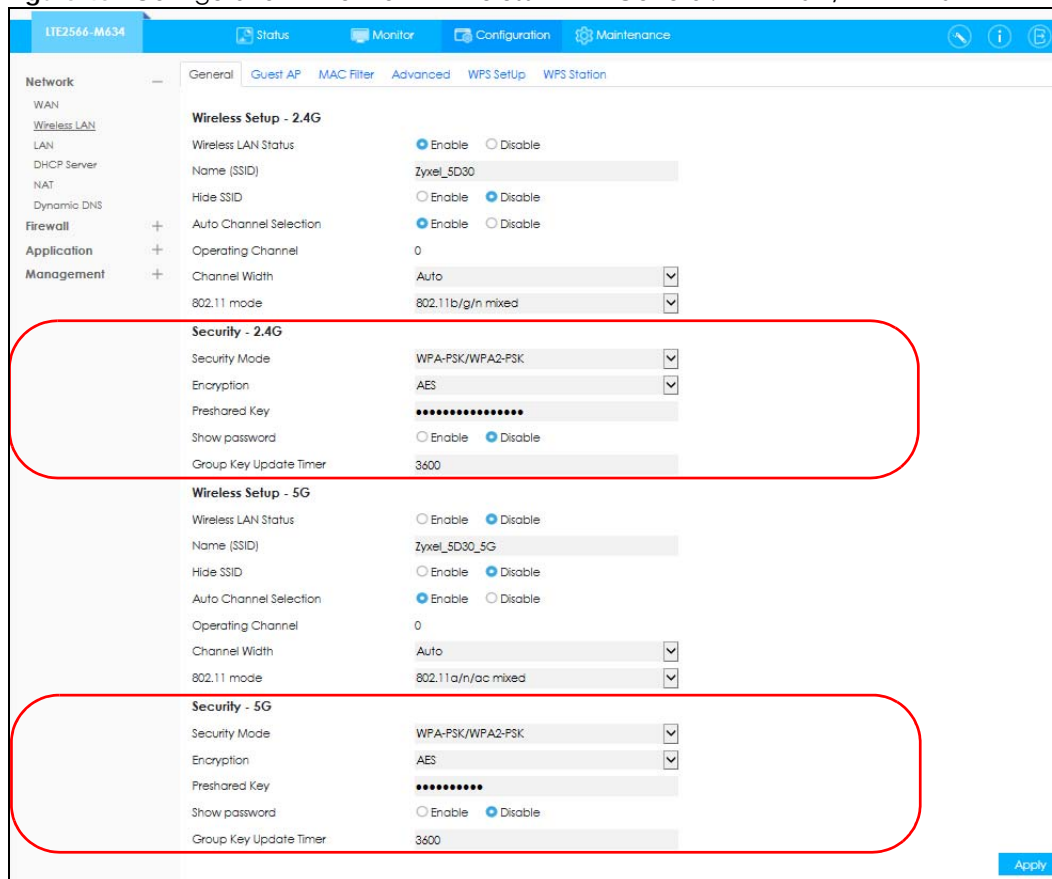 LTE2566-M634 Status Monitor Configuration Maintenance
General Guest AP MAC Filter Advanced WPS SetUp WPS Station
Network
WAN
Wireless LAN
LAN
DHCP Server
NAT
Dynamic DNS
Firewall
Application
Management
Wireless Setup - 2.4G
Wireless LAN Status Enable Disable
Name (SSID) Zyxel_5D30
Hide SSID Enable Disable
Auto Channel Selection Enable Disable
Operating Channel 0
Channel Width Auto
802.11 mode 802.11b/g/n mixed
Security - 2.4G
Security Mode WPA-PSK/WPA2-PSK
Encryption AES
Preshared Key ••••••••••••••••
Show password Enable Disable
Group Key Update Timer 3600
Wireless Setup - 5G
Wireless LAN Status Enable Disable
Name (SSID) Zyxel_5D30_5G
Hide SSID Enable Disable
Auto Channel Selection Enable Disable
Operating Channel 0
Channel Width Auto
802.11 mode 802.11a/n/ac mixed
Security - 5G
Security Mode WPA-PSK/WPA2-PSK
Encryption AES
Preshared Key ••••••••••
Show password Enable Disable
Group Key Update Timer 3600
Apply